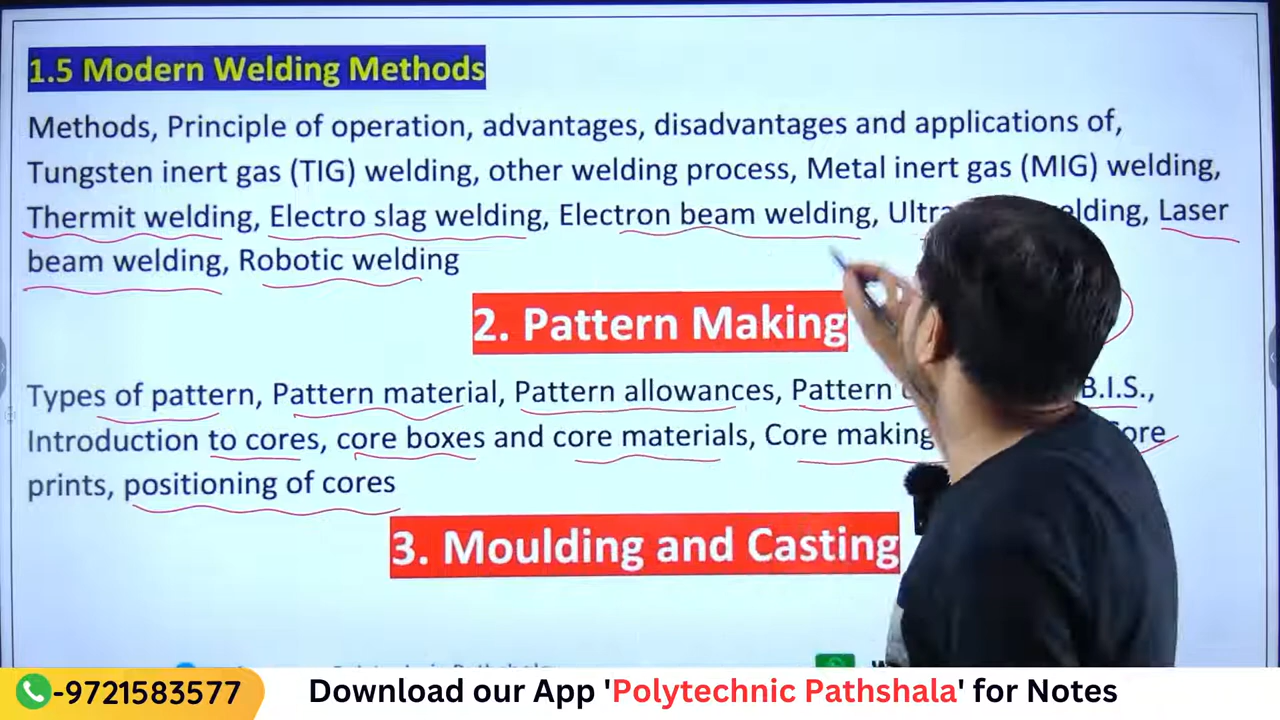 1.5 Modern Welding Methods
Methods, Principle of operation, advantages, disadvantages and applications of,
Tungsten inert gas (TIG) welding, other welding process, Metal inert gas (MIG) welding,
Thermit welding, Electro slag welding, Electron beam welding, Laser
beam welding, Robotic welding
2. Pattern Making
Types of pattern, Pattern material, Pattern allowances, Pattern B.I.S.,
Introduction to cores, core boxes and core materials, Core making
prints, positioning of cores
3. Moulding and Casting
-9721583577
Download our App 'Polytechnic Pathshala' for Notes